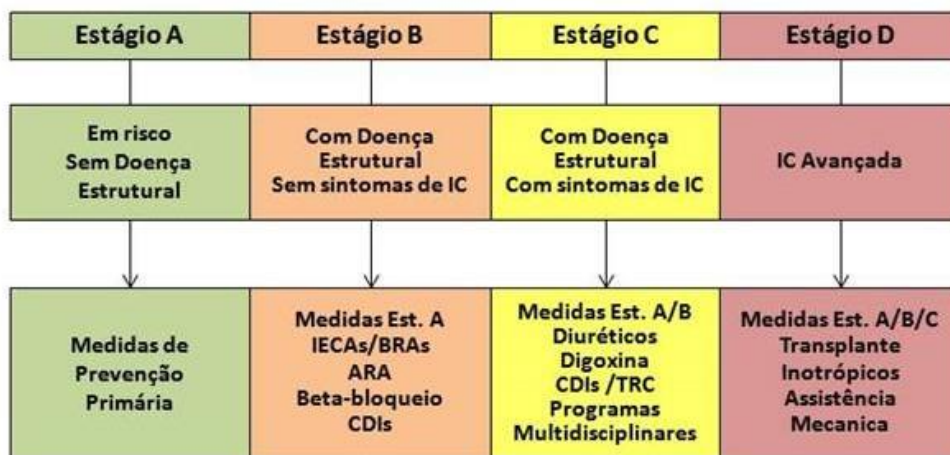 Estágio A
Estágio B
Estágio C
Estágio D
Em risco
Sem Doença
Estrutural
Com Doença
Estrutural
Sem sintomas de IC
Com Doença
Estrutural
Com sintomas de IC
IC Avançada
Medidas de
Prevenção
Primária
Medidas Est. A
IECAs/BRAs
ARA
Beta-bloqueio
CDIs
Medidas Est. A/B
Diuréticos
Digoxina
CDIs /TRC
Programas
Multidisciplinares
Medidas Est. A/B/C
Transplante
Inotrópicos
Assistência
Mecanica